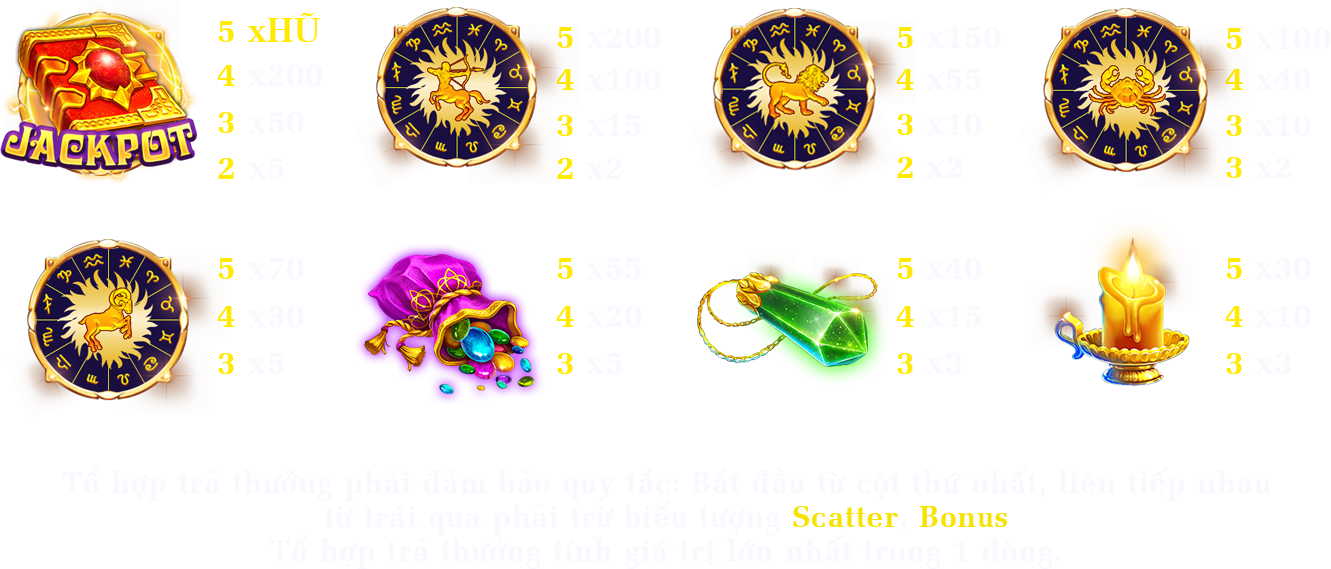 JACKPOT
5 xHŨ
4 x200
3 x50
2 x5
5 x200
4 x100
3 x15
2 x2
5 x150
4 x55
3 x10
2 x2
5 x100
4 x40
3 x10
3 x2
5 x70
4 x30
3 x5
5 x55
4 x20
3 x5
5 x40
4 x15
3 x3
5 x30
4 x10
3 x3
Tổ hợp trả thưởng phải đảm bảo quy tắc: Bắt đầu từ cột thứ nhất, liên tiếp nhau
từ trái qua phải trừ biểu tượng Scatter, Bonus
Tổ hợp trả thưởng tính giá trị lớn nhất trong 1 dòng.